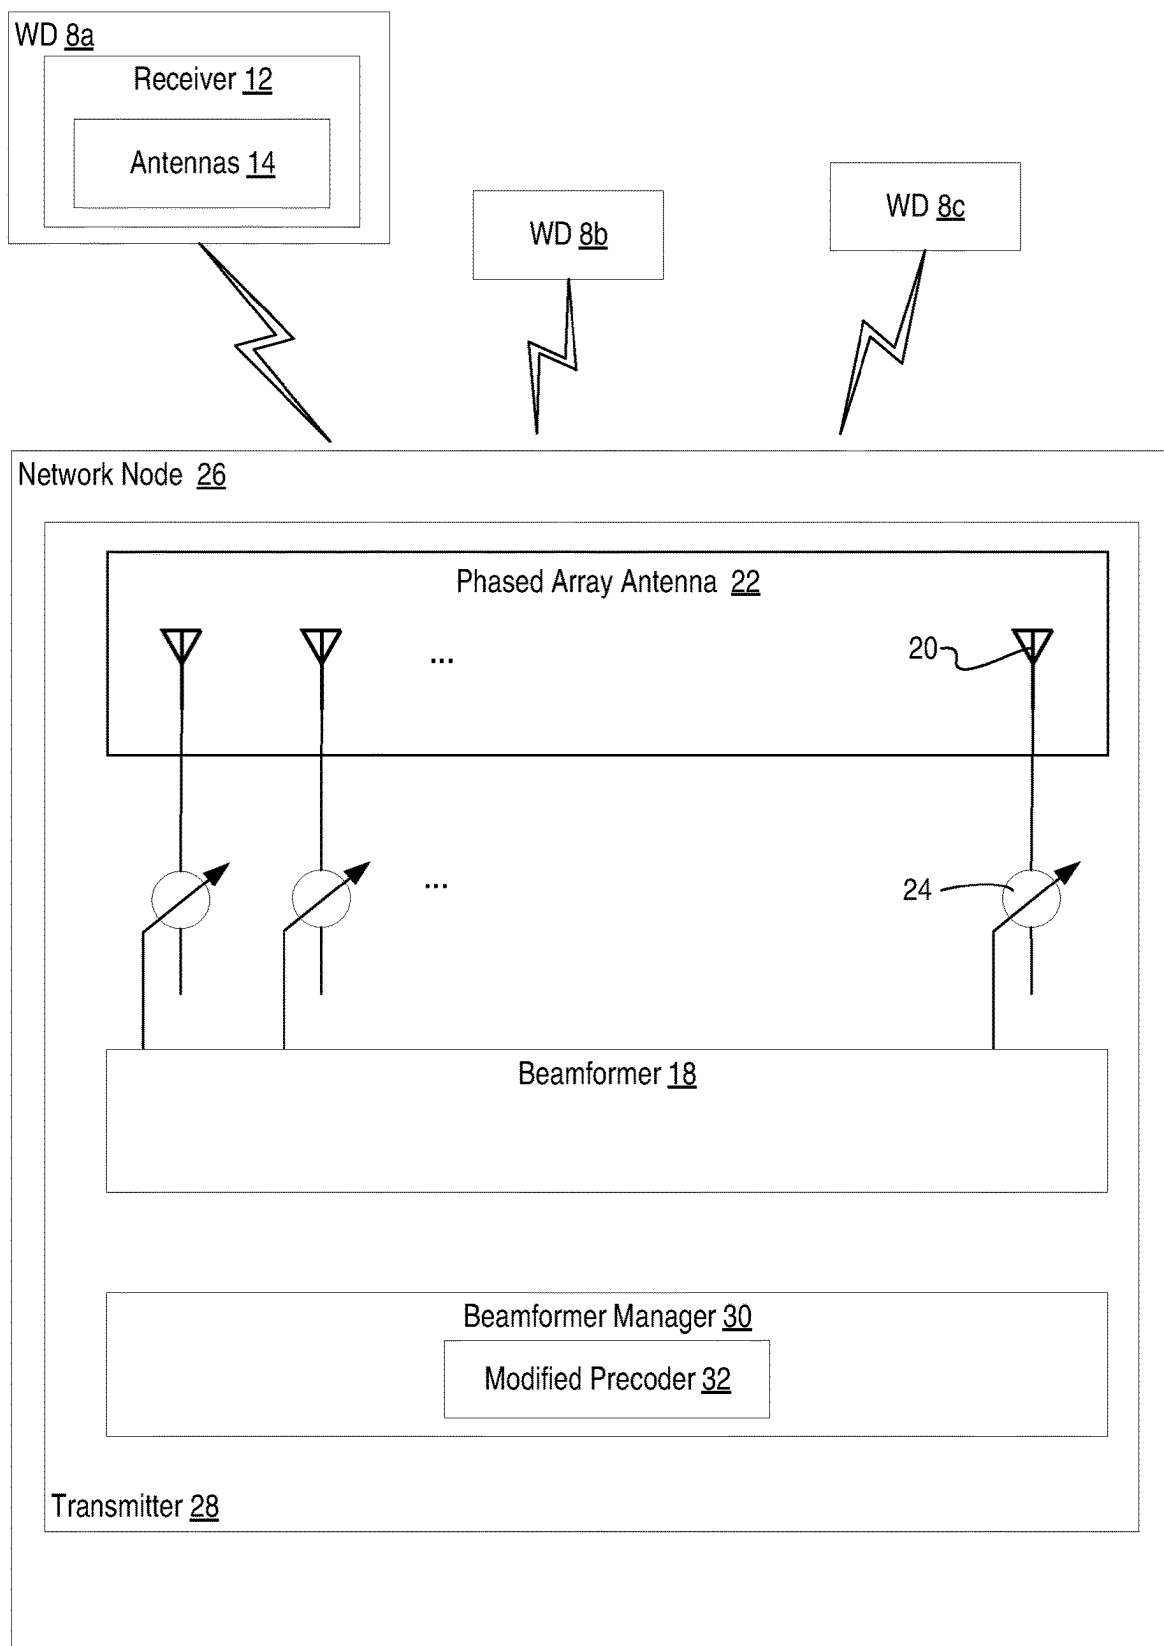 WD 8a
Receiver 12
Antennas 14
WD 8b
WD 8c
Network Node 26
Phased Array Antenna 22
...
20
...
24
Beamformer 18
Beamformer Manager 30
Modified Precoder 32
Transmitter 28